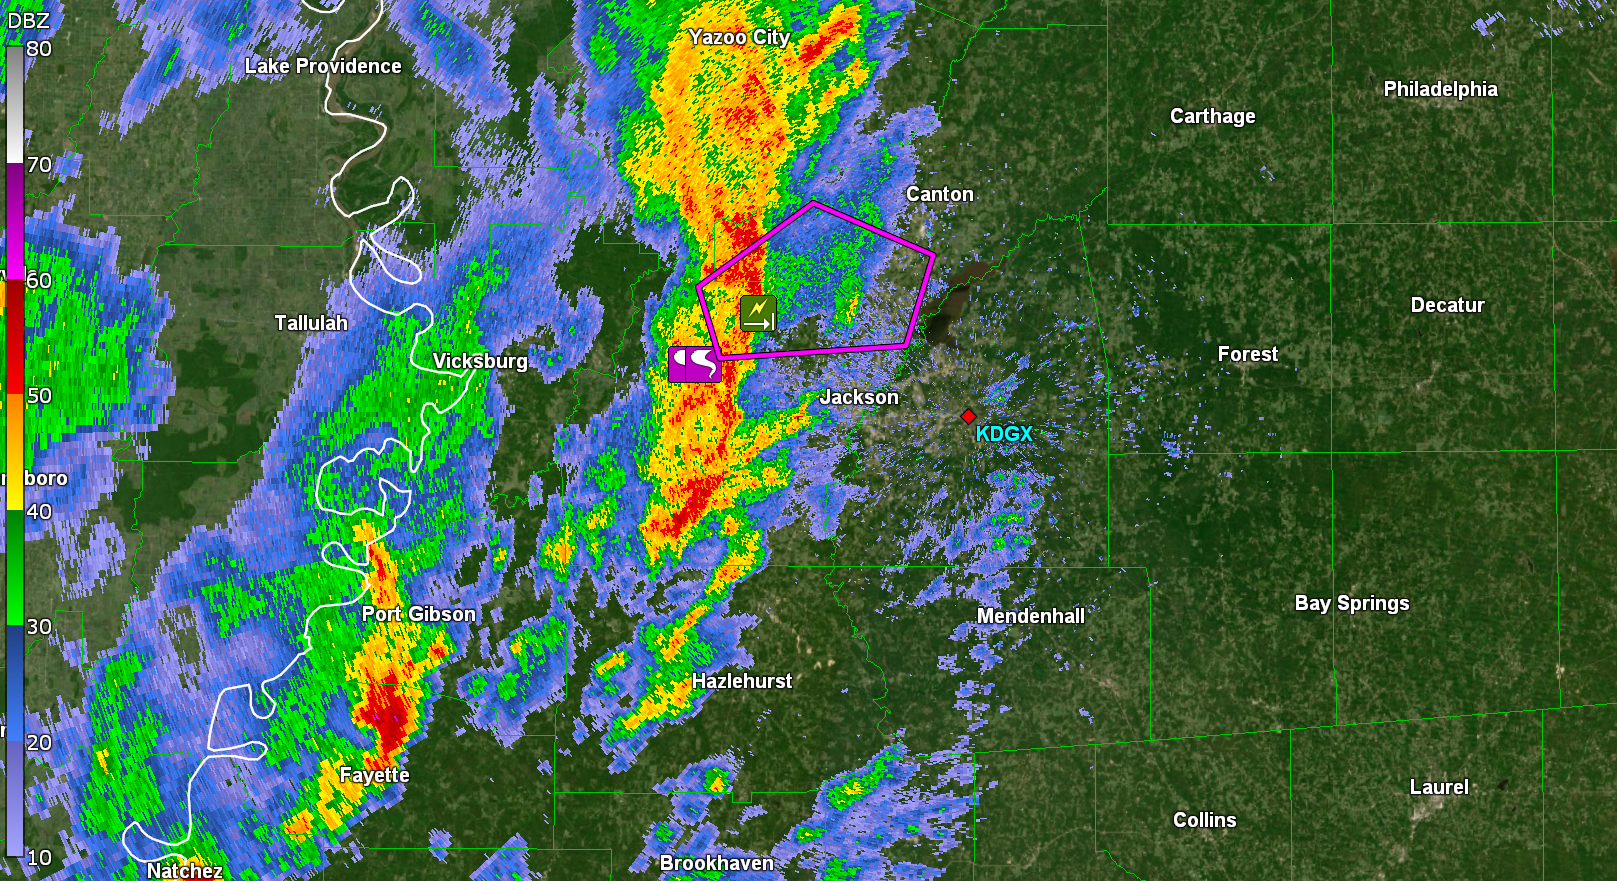 DBZ
80
Yazoo City
Lake Providence
Philadelphia
Carthage
70
Canton
60
Decatur
Tallulah
Forest
Vicksburg
50
Jackson
KDGX
boro
40
Port Gibson
Mendenhall
Bay Springs
30
Hazlehurst
20
Fayette
Laurel
Collins
10
Brookhaven
Natchez